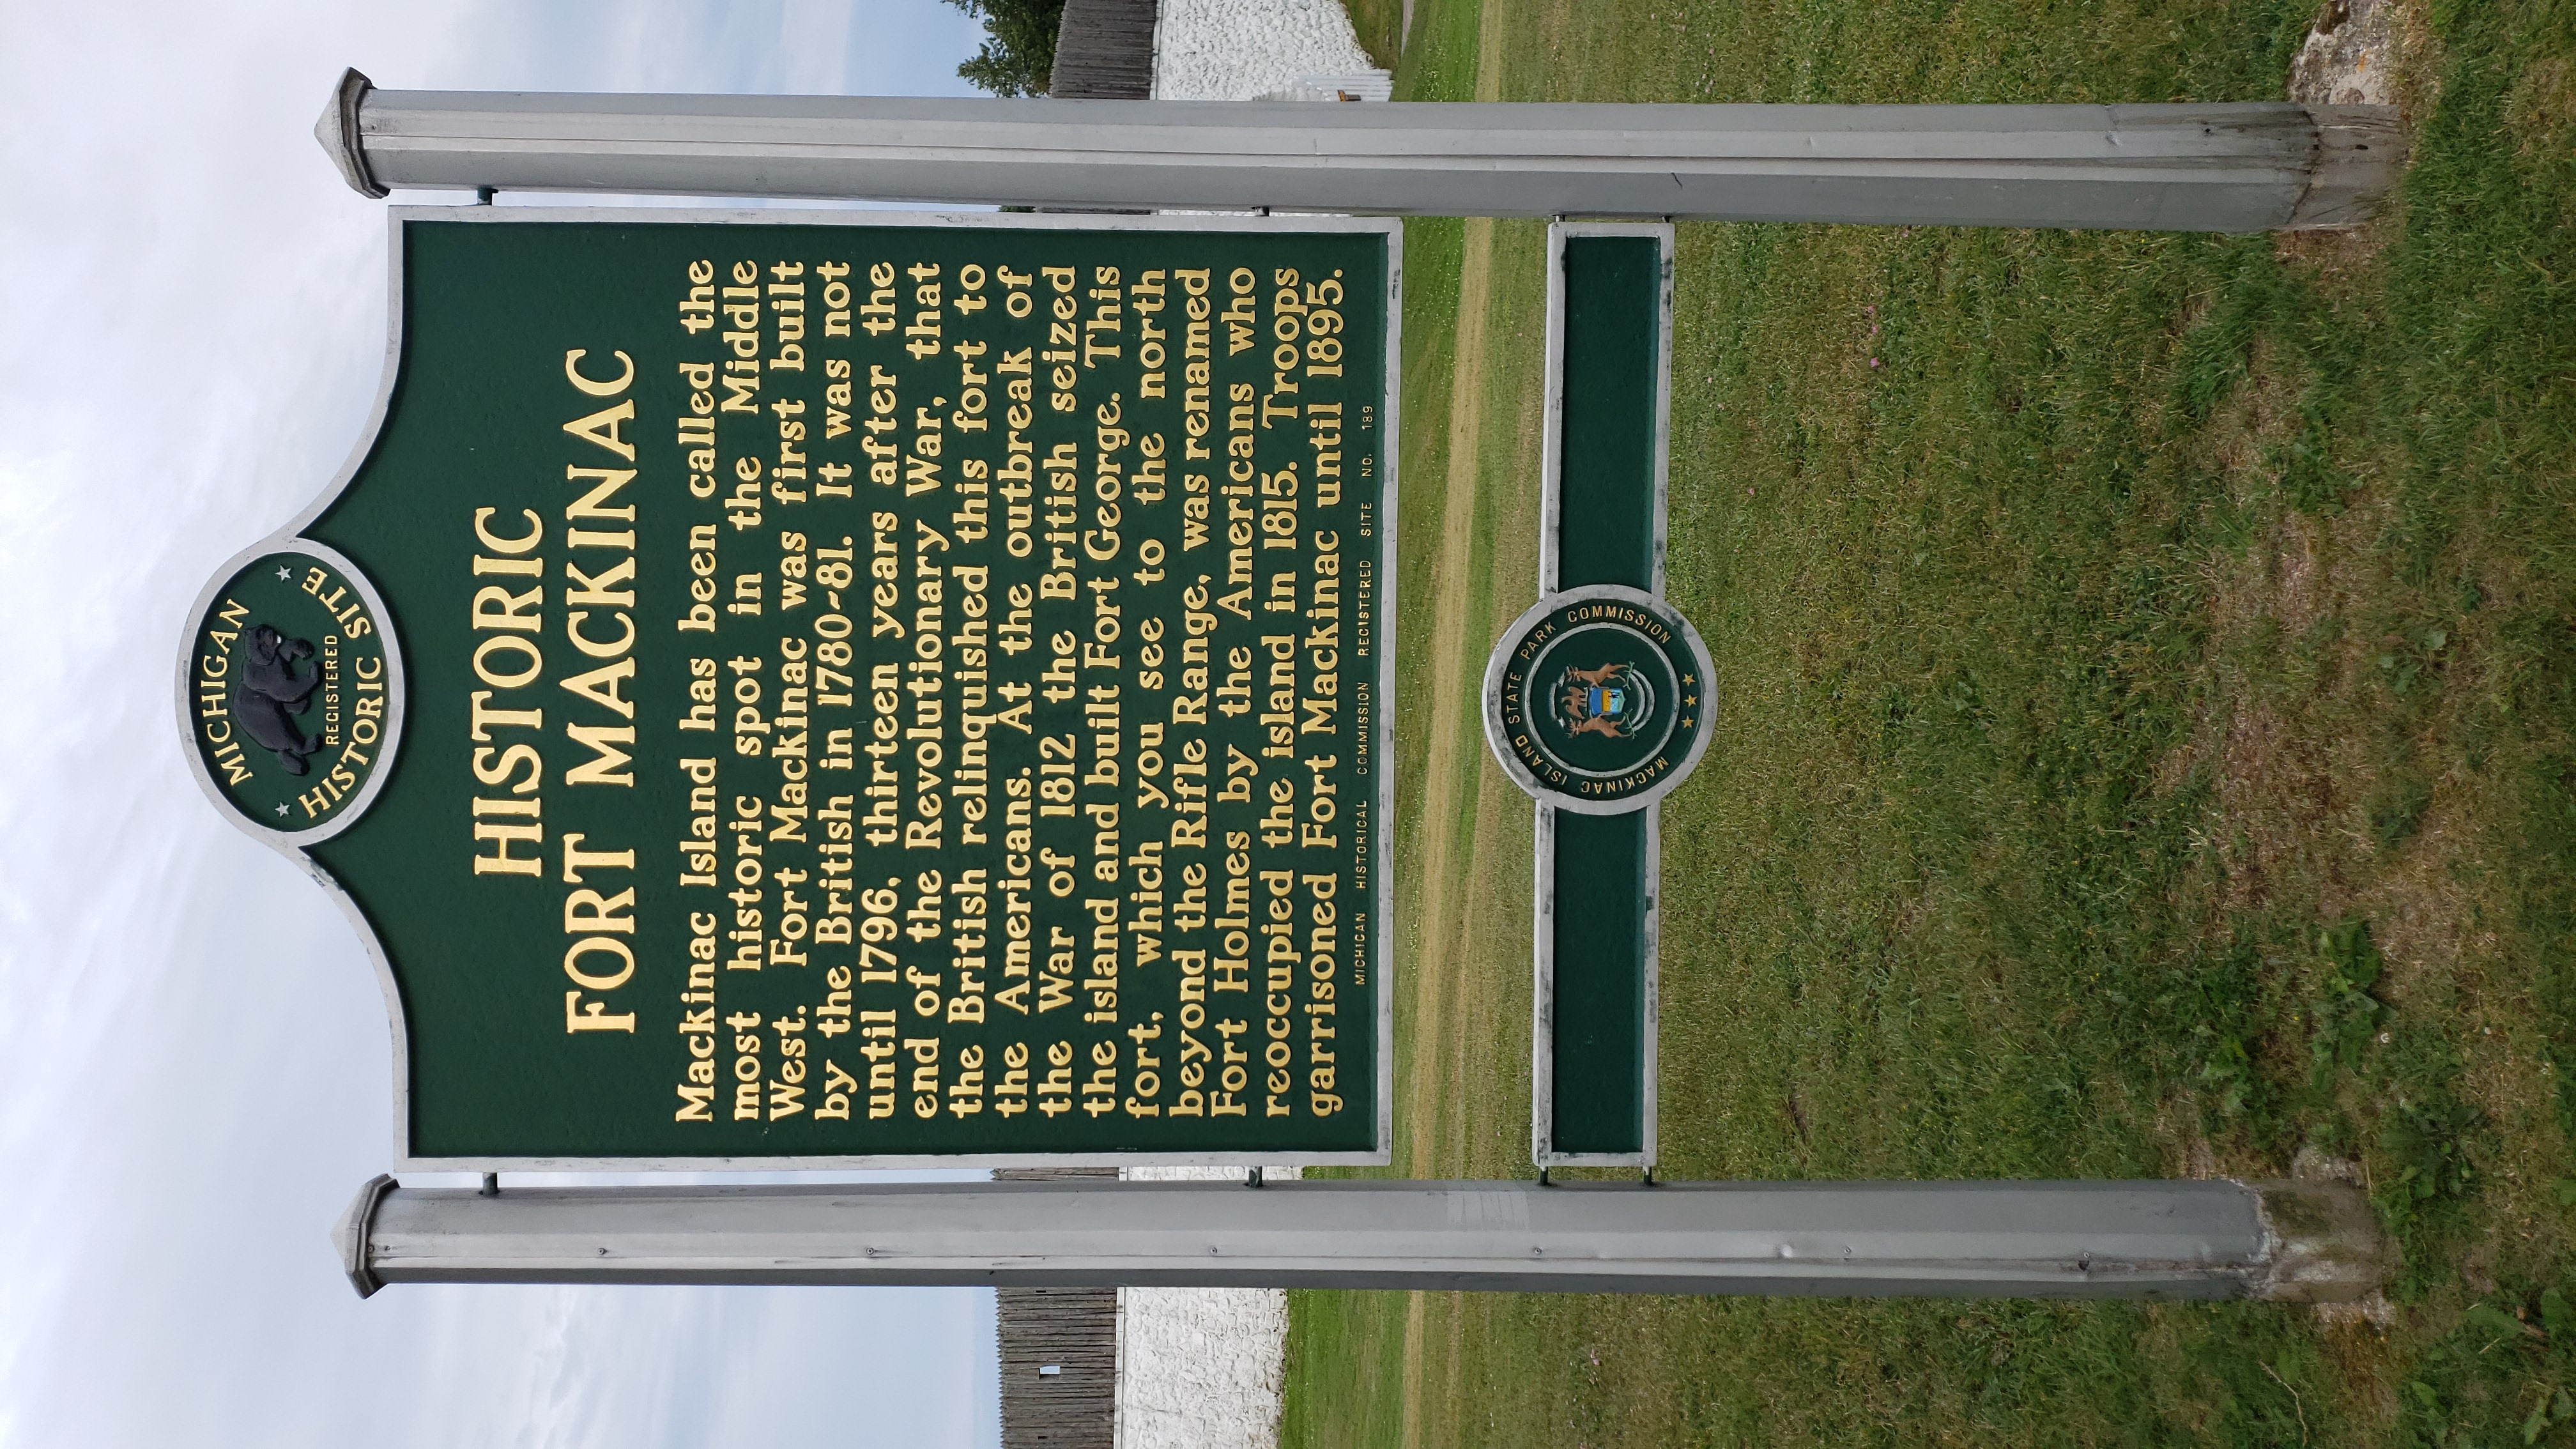 MICHIGAN
REGISTERED
HISTORIC SITE
HISTORIC
FORT MACKINAC
Mackinac Island has been called the
most historic spot in the Middle
West. Fort Mackinac was first built
by the British in 1780-81. It was not
until 1796, thirteen years after the
end of the Revolutionary War, that
the British relinquished this fort to
the Americans. At the outbreak of
the War of 1812 the British seized
the island and built Fort George. This
fort, which you see to the north
beyond the Rifle Range, was renamed
Fort Holmes by the Americans who
reoccupied the island in 1815. Troops
garrisoned Fort Mackinac until 1895.
MICHIGAN HISTORICAL COMMISSION REGISTERED SITE NO. 189
MACKINAC ISLAND STATE PARK COMMISSION